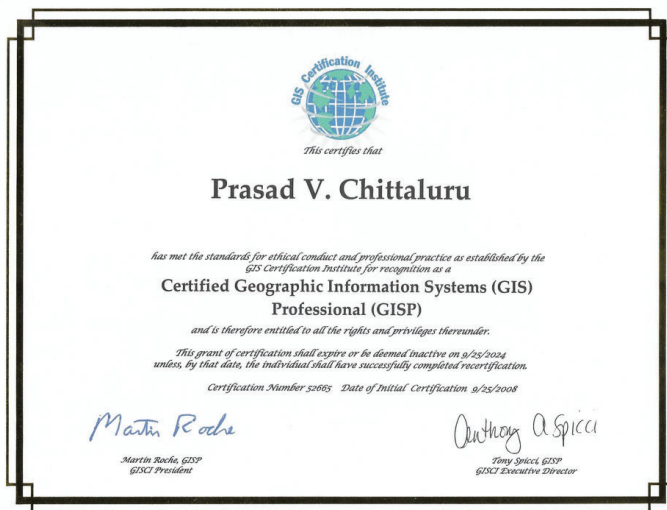 GIS Certification Institute
This certifies that
Prasad V. Chittaluru
has met the standards for ethical conduct and professional practice as established by the
GIS Certification Institute for recognition as a
Certified Geographic Information Systems (GIS)
Professional (GISP)
and is therefore entitled to all the rights and privileges thereunder.
This grant of certification shall expire or be deemed inactive on 9/25/2024
unless, by that date, the individual shall have successfully completed recertification.
Certification Number 52665 Date of Initial Certification 9/25/2008
Martin Roche Anthony A Spicci
Martin Roche, GISP Tony Spicci, GISP
GISCI President GISCI Executive Director